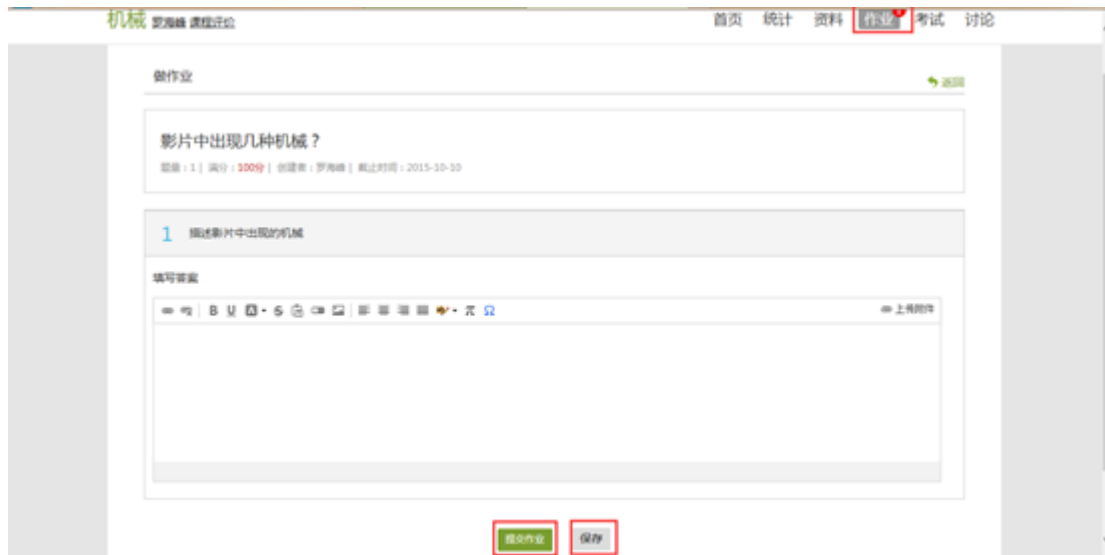 机械 罗海峰 课程评价
首页 统计 资料 作业 考试 讨论
做作业
返回
影片中出现几种机械？
题量：1 | 满分：100分 | 创建者：罗海峰 | 截止时间：2015-10-10
1 描述影片中出现的机械
填写答案
B U A S π Ω 上传附件
提交作业 保存